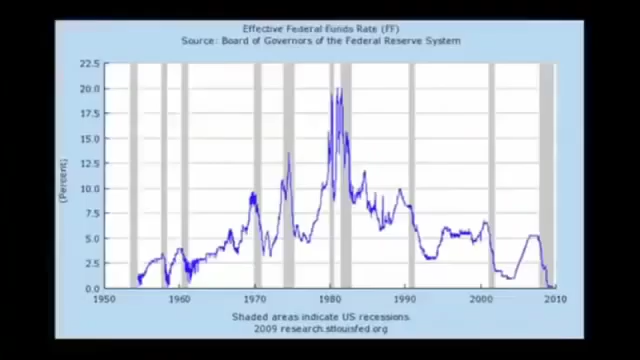 Effective Federal Funds Rate (FF)
Source: Board of Governors of the Federal Reserve System
22.5
20.0
17.5
15.0
12.5
10.0
7.5
5.0
2.5
0.0
(Percent)
1950 1960 1970 1980 1990 2000 2010
Shaded areas indicate US recessions.
2009 research.stlouisfed.org